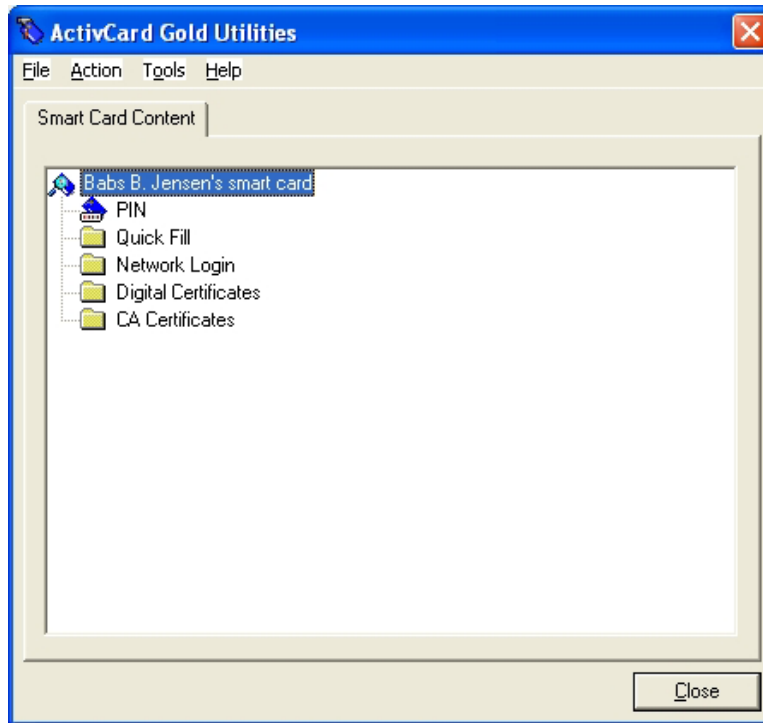 ActivCard Gold Utilities
File Action Tools Help
Smart Card Content
Babs B. Jensen's smart card
PIN
Quick Fill
Network Login
Digital Certificates
CA Certificates
Close